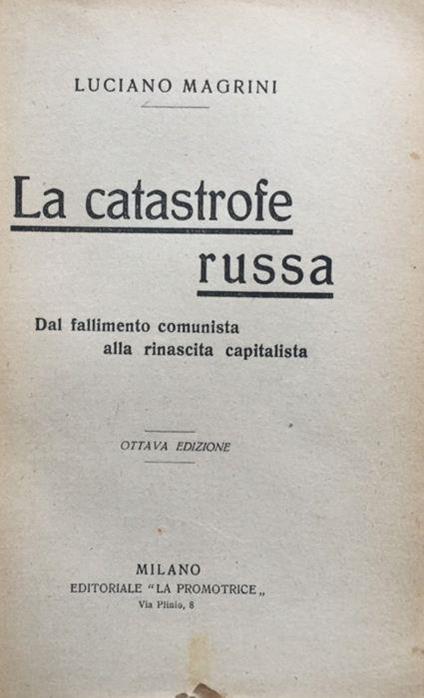 LUCIANO MAGRINI
La catastrofe
russa
Dal fallimento comunista
alla rinascita capitalista
OTTAVA EDIZIONE
MILANO
EDITORIALE "LA PROMOTRICE„
Via Plinio, 8